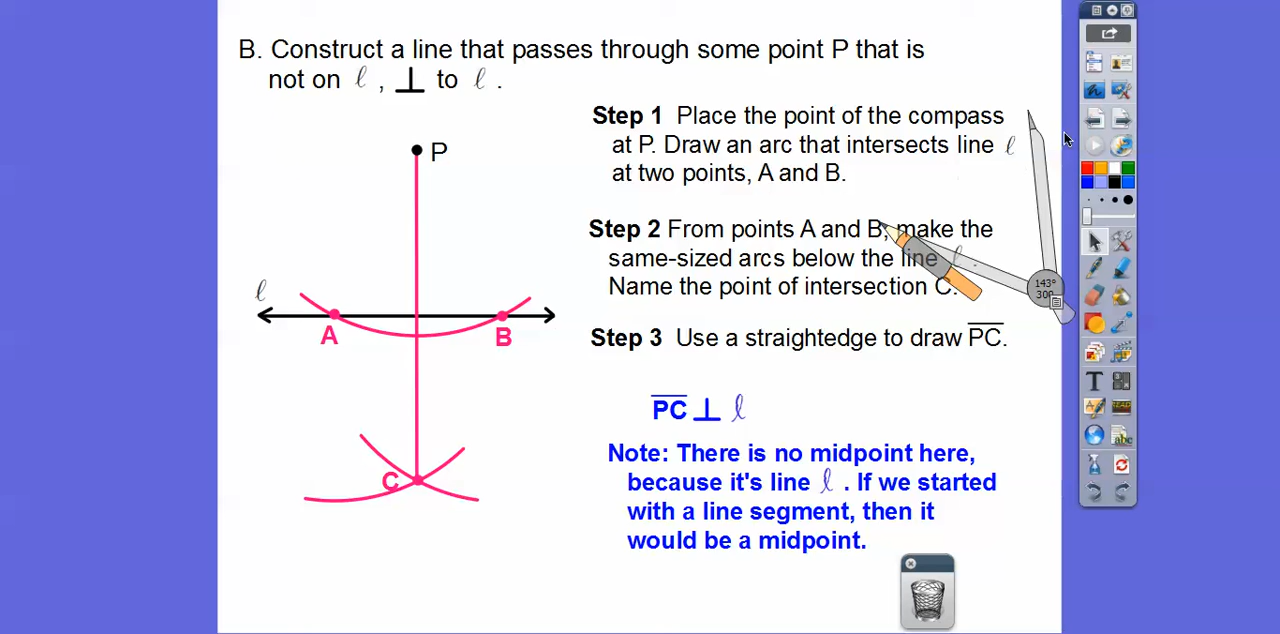 B. Construct a line that passes through some point P that is
not on ℓ , ⊥ to ℓ .
Step 1 Place the point of the compass
at P. Draw an arc that intersects line ℓ
at two points, A and B.
Step 2 From points A and B, make the
same-sized arcs below the line ℓ .
Name the point of intersection C.
Step 3 Use a straightedge to draw P̅C̅.
P̅C̅ ⊥ ℓ
Note: There is no midpoint here,
because it's line ℓ . If we started
with a line segment, then it
would be a midpoint.
P
ℓ
A
B
C
143°
300
T